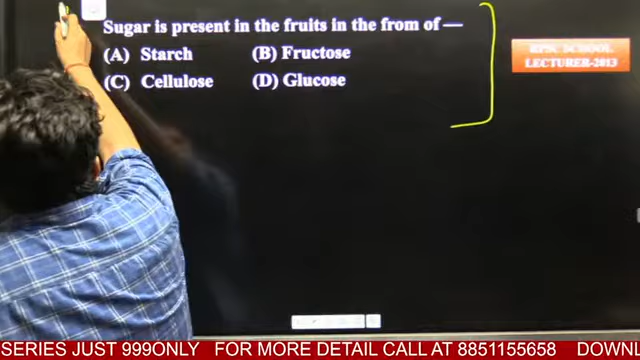 Sugar is present in the fruits in the from of —
(A) Starch
(B) Fructose
(C) Cellulose
(D) Glucose
RPSC SCHOOL
LECTURER-2013
SERIES JUST 999ONLY FOR MORE DETAIL CALL AT 8851155658 DOWNL